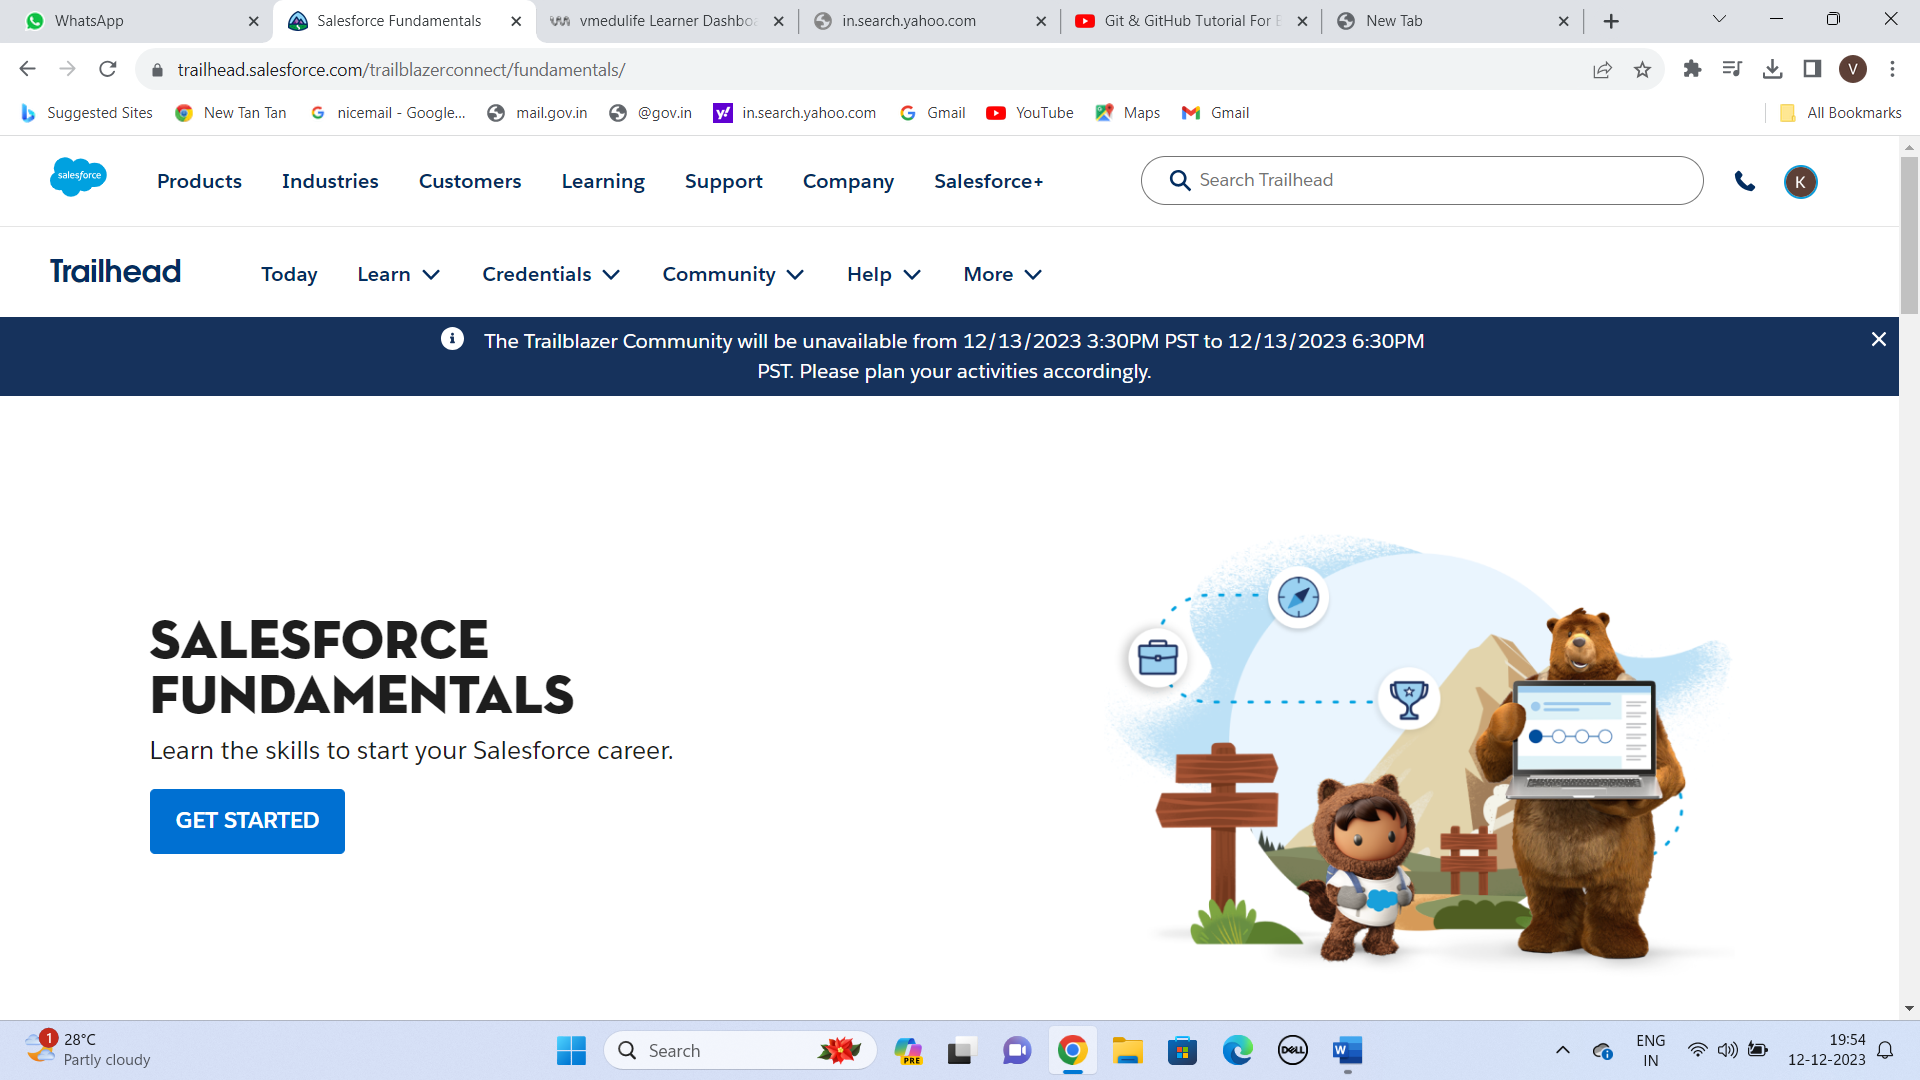 WhatsApp
Salesforce Fundamentals
vmedulife Learner Dashbo
in.search.yahoo.com
Git & GitHub Tutorial For
New Tab
trailhead.salesforce.com/trailblazerconnect/fundamentals/
V
Suggested Sites
New Tan Tan
nicemail - Google...
mail.gov.in
@gov.in
in.search.yahoo.com
Gmail
YouTube
Maps
Gmail
All Bookmarks
salesforce
Products
Industries
Customers
Learning
Support
Company
Salesforce+
Search Trailhead
K
Trailhead
Today
Learn
Credentials
Community
Help
More
The Trailblazer Community will be unavailable from 12/13/2023 3:30PM PST to 12/13/2023 6:30PM
PST. Please plan your activities accordingly.
SALESFORCE
FUNDAMENTALS
Learn the skills to start your Salesforce career.
GET STARTED
1
28°C
Partly cloudy
Search
PRE
DELL
W
ENG
IN
19:54
12-12-2023